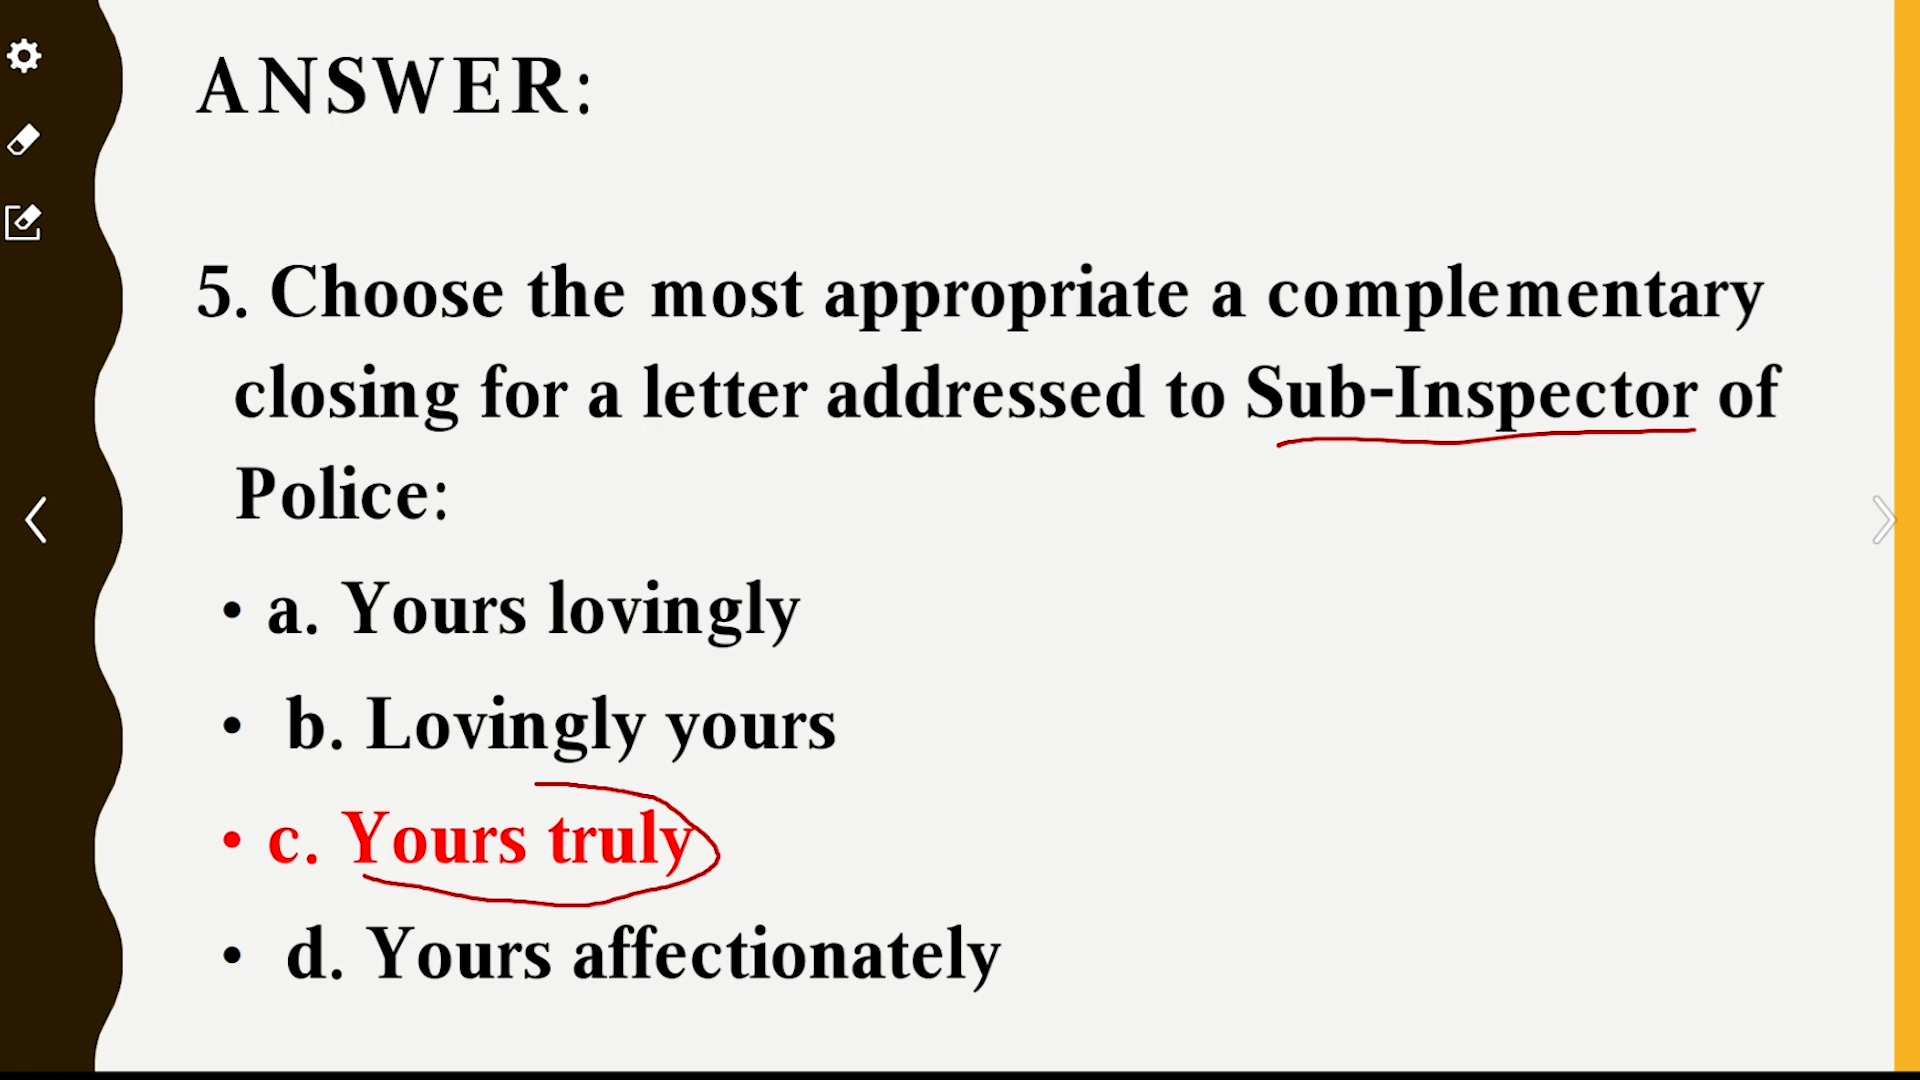 ANSWER:
5. Choose the most appropriate a complementary
closing for a letter addressed to Sub-Inspector of
Police:
• a. Yours lovingly
• b. Lovingly yours
• c. Yours truly
• d. Yours affectionately